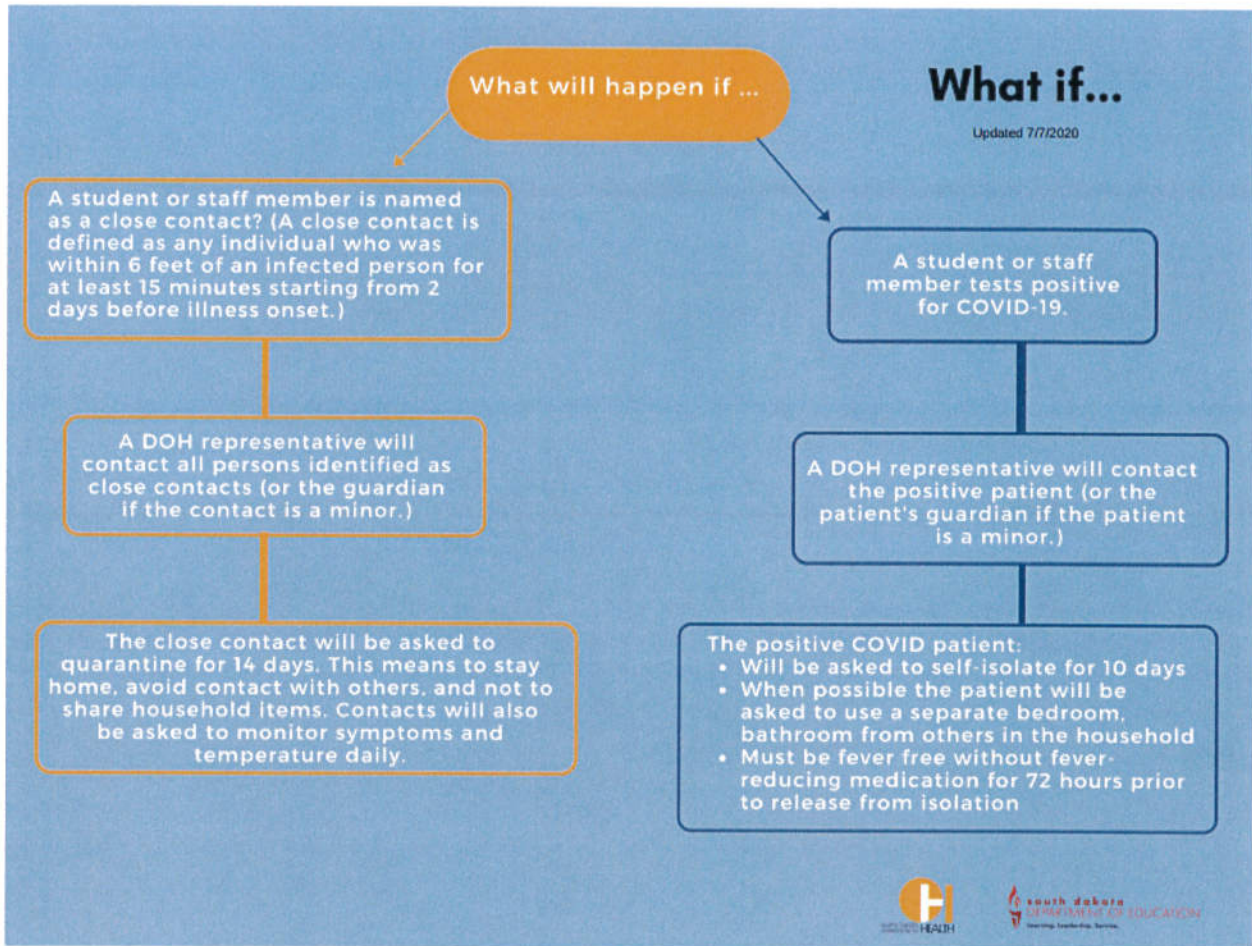 What will happen if ...
What if...
Updated 7/7/2020
A student or staff member is named
as a close contact? (A close contact is
defined as any individual who was
within 6 feet of an infected person for
at least 15 minutes starting from 2
days before illness onset.)
A DOH representative will
contact all persons identified as
close contacts (or the guardian
if the contact is a minor.)
The close contact will be asked to
quarantine for 14 days. This means to stay
home, avoid contact with others, and not to
share household items. Contacts will also
be asked to monitor symptoms and
temperature daily.
A student or staff
member tests positive
for COVID-19.
A DOH representative will contact
the positive patient (or the
patient's guardian if the patient
is a minor.)
The positive COVID patient:
• Will be asked to self-isolate for 10 days
• When possible the patient will be
asked to use a separate bedroom,
bathroom from others in the household
• Must be fever free without fever-
reducing medication for 72 hours prior
to release from isolation
HEALTH
south dakota
DEPARTMENT OF EDUCATION
Learning. Leadership. Service.